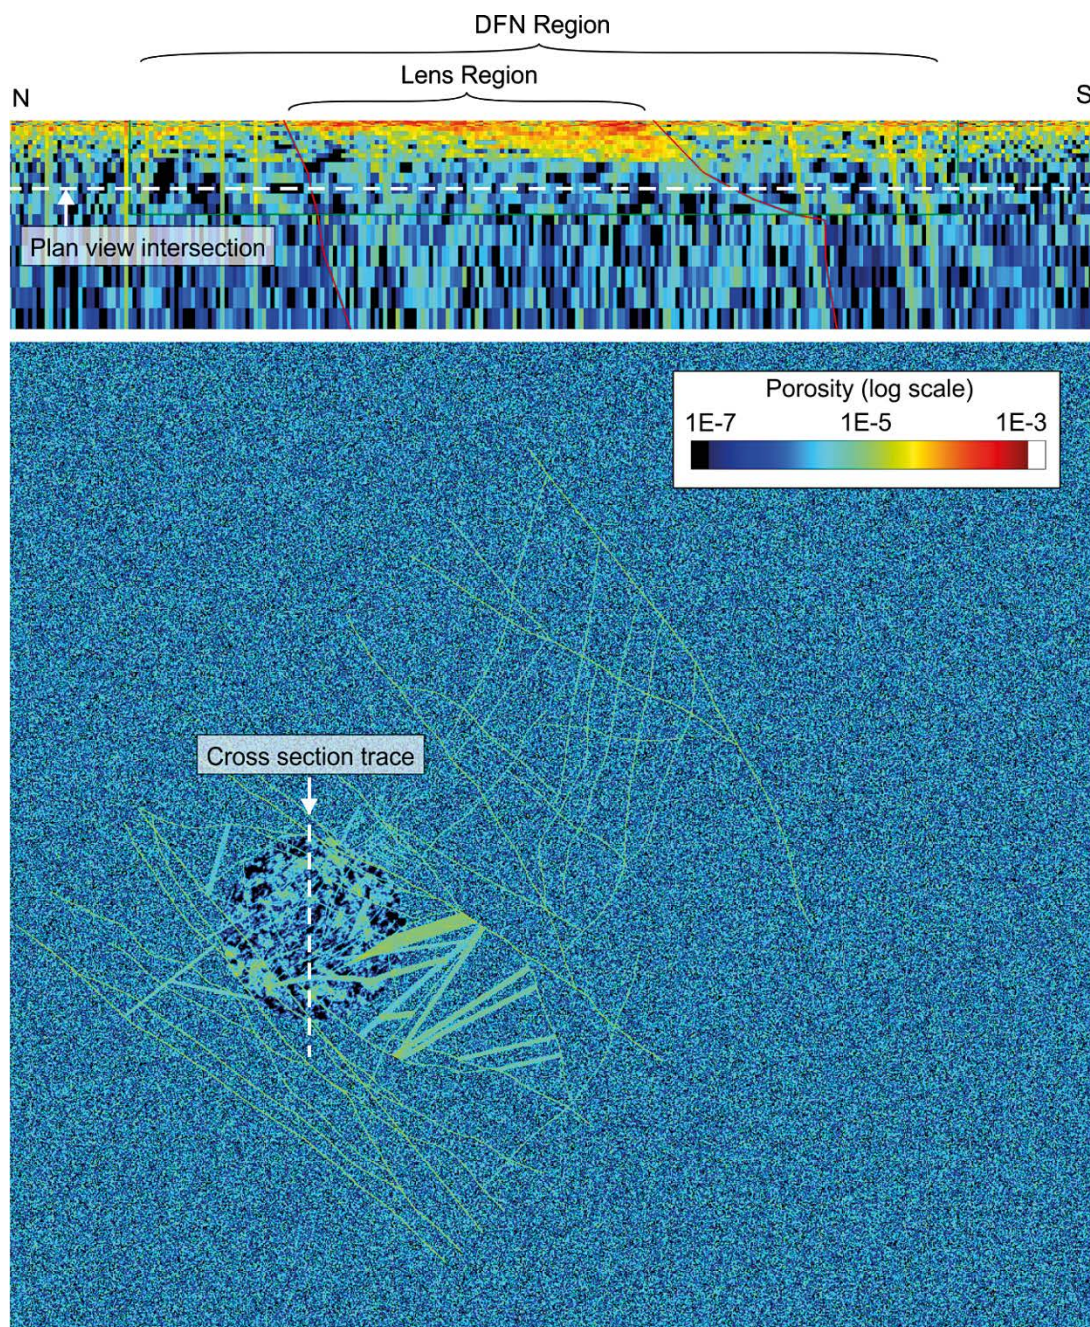 DFN Region
Lens Region
N
S
Plan view intersection
Porosity (log scale)
1E-7 1E-5 1E-3
Cross section trace